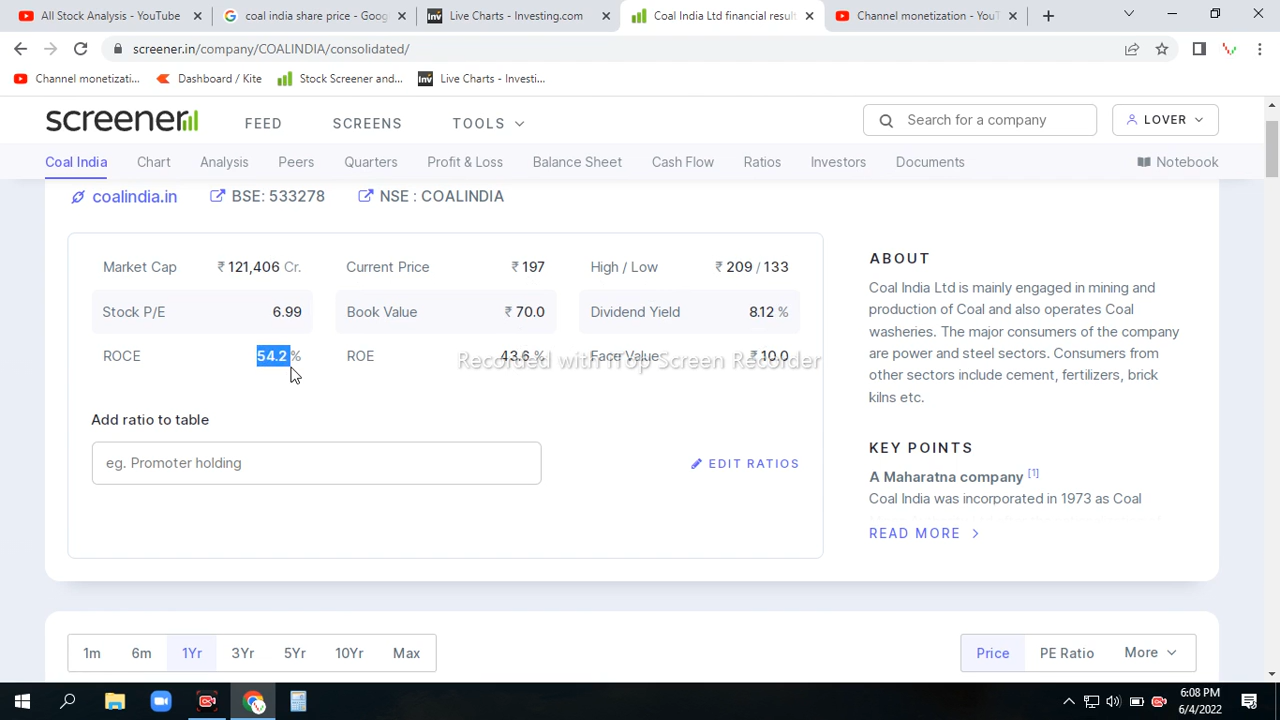 All Stock Analysis - YouTube
coal india share price - Goog
Live Charts - Investing.com
Coal India Ltd financial result
Channel monetization - YouT
screener.in/company/COALINDIA/consolidated/
Channel monetizati...
Dashboard / Kite
Stock Screener and...
Live Charts - Investi...
screener
FEED
SCREENS
TOOLS
Search for a company
LOVER
Coal India
Chart
Analysis
Peers
Quarters
Profit & Loss
Balance Sheet
Cash Flow
Ratios
Investors
Documents
Notebook
coalindia.in
BSE: 533278
NSE : COALINDIA
Market Cap ₹ 121,406 Cr.
Current Price ₹ 197
High / Low ₹ 209 / 133
Stock P/E 6.99
Book Value ₹ 70.0
Dividend Yield 8.12 %
ROCE 54.2 %
ROE 43.6 %
Face Value ₹ 10.0
Recorded with iTop Screen Recorder
Add ratio to table
eg. Promoter holding
EDIT RATIOS
ABOUT
Coal India Ltd is mainly engaged in mining and
production of Coal and also operates Coal
washeries. The major consumers of the company
are power and steel sectors. Consumers from
other sectors include cement, fertilizers, brick
kilns etc.
KEY POINTS
A Maharatna company [1]
Coal India was incorporated in 1973 as Coal
READ MORE
1m
6m
1Yr
3Yr
5Yr
10Yr
Max
Price
PE Ratio
More
6:08 PM
6/4/2022